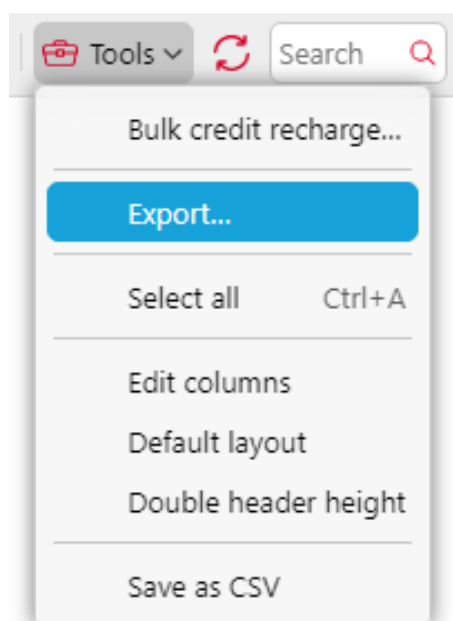 Tools Search
Bulk credit recharge...
Export...
Select all Ctrl+A
Edit columns
Default layout
Double header height
Save as CSV